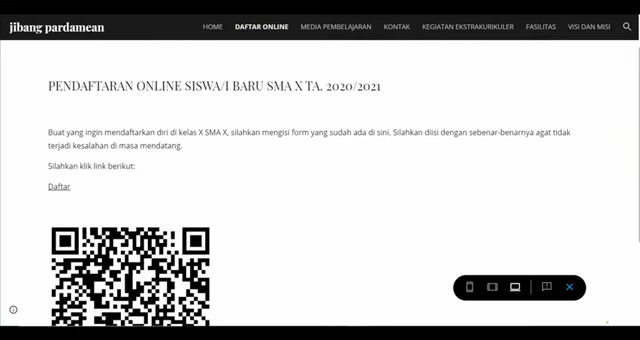 jibang pardamean
HOME DAFTAR ONLINE MEDIA PEMBELAJARAN KONTAK KEGIATAN EKSTRAKURIKULER FASILITAS VISI DAN MISI
PENDAFTARAN ONLINE SISWA/I BARU SMA X TA. 2020/2021
Buat yang ingin mendaftarkan diri di kelas X SMA X, silahkan mengisi form yang sudah ada di sini. Silahkan diisi dengan sebenar-benarnya agat tidak
terjadi kesalahan di masa mendatang.
Silahkan klik link berikut:
Daftar